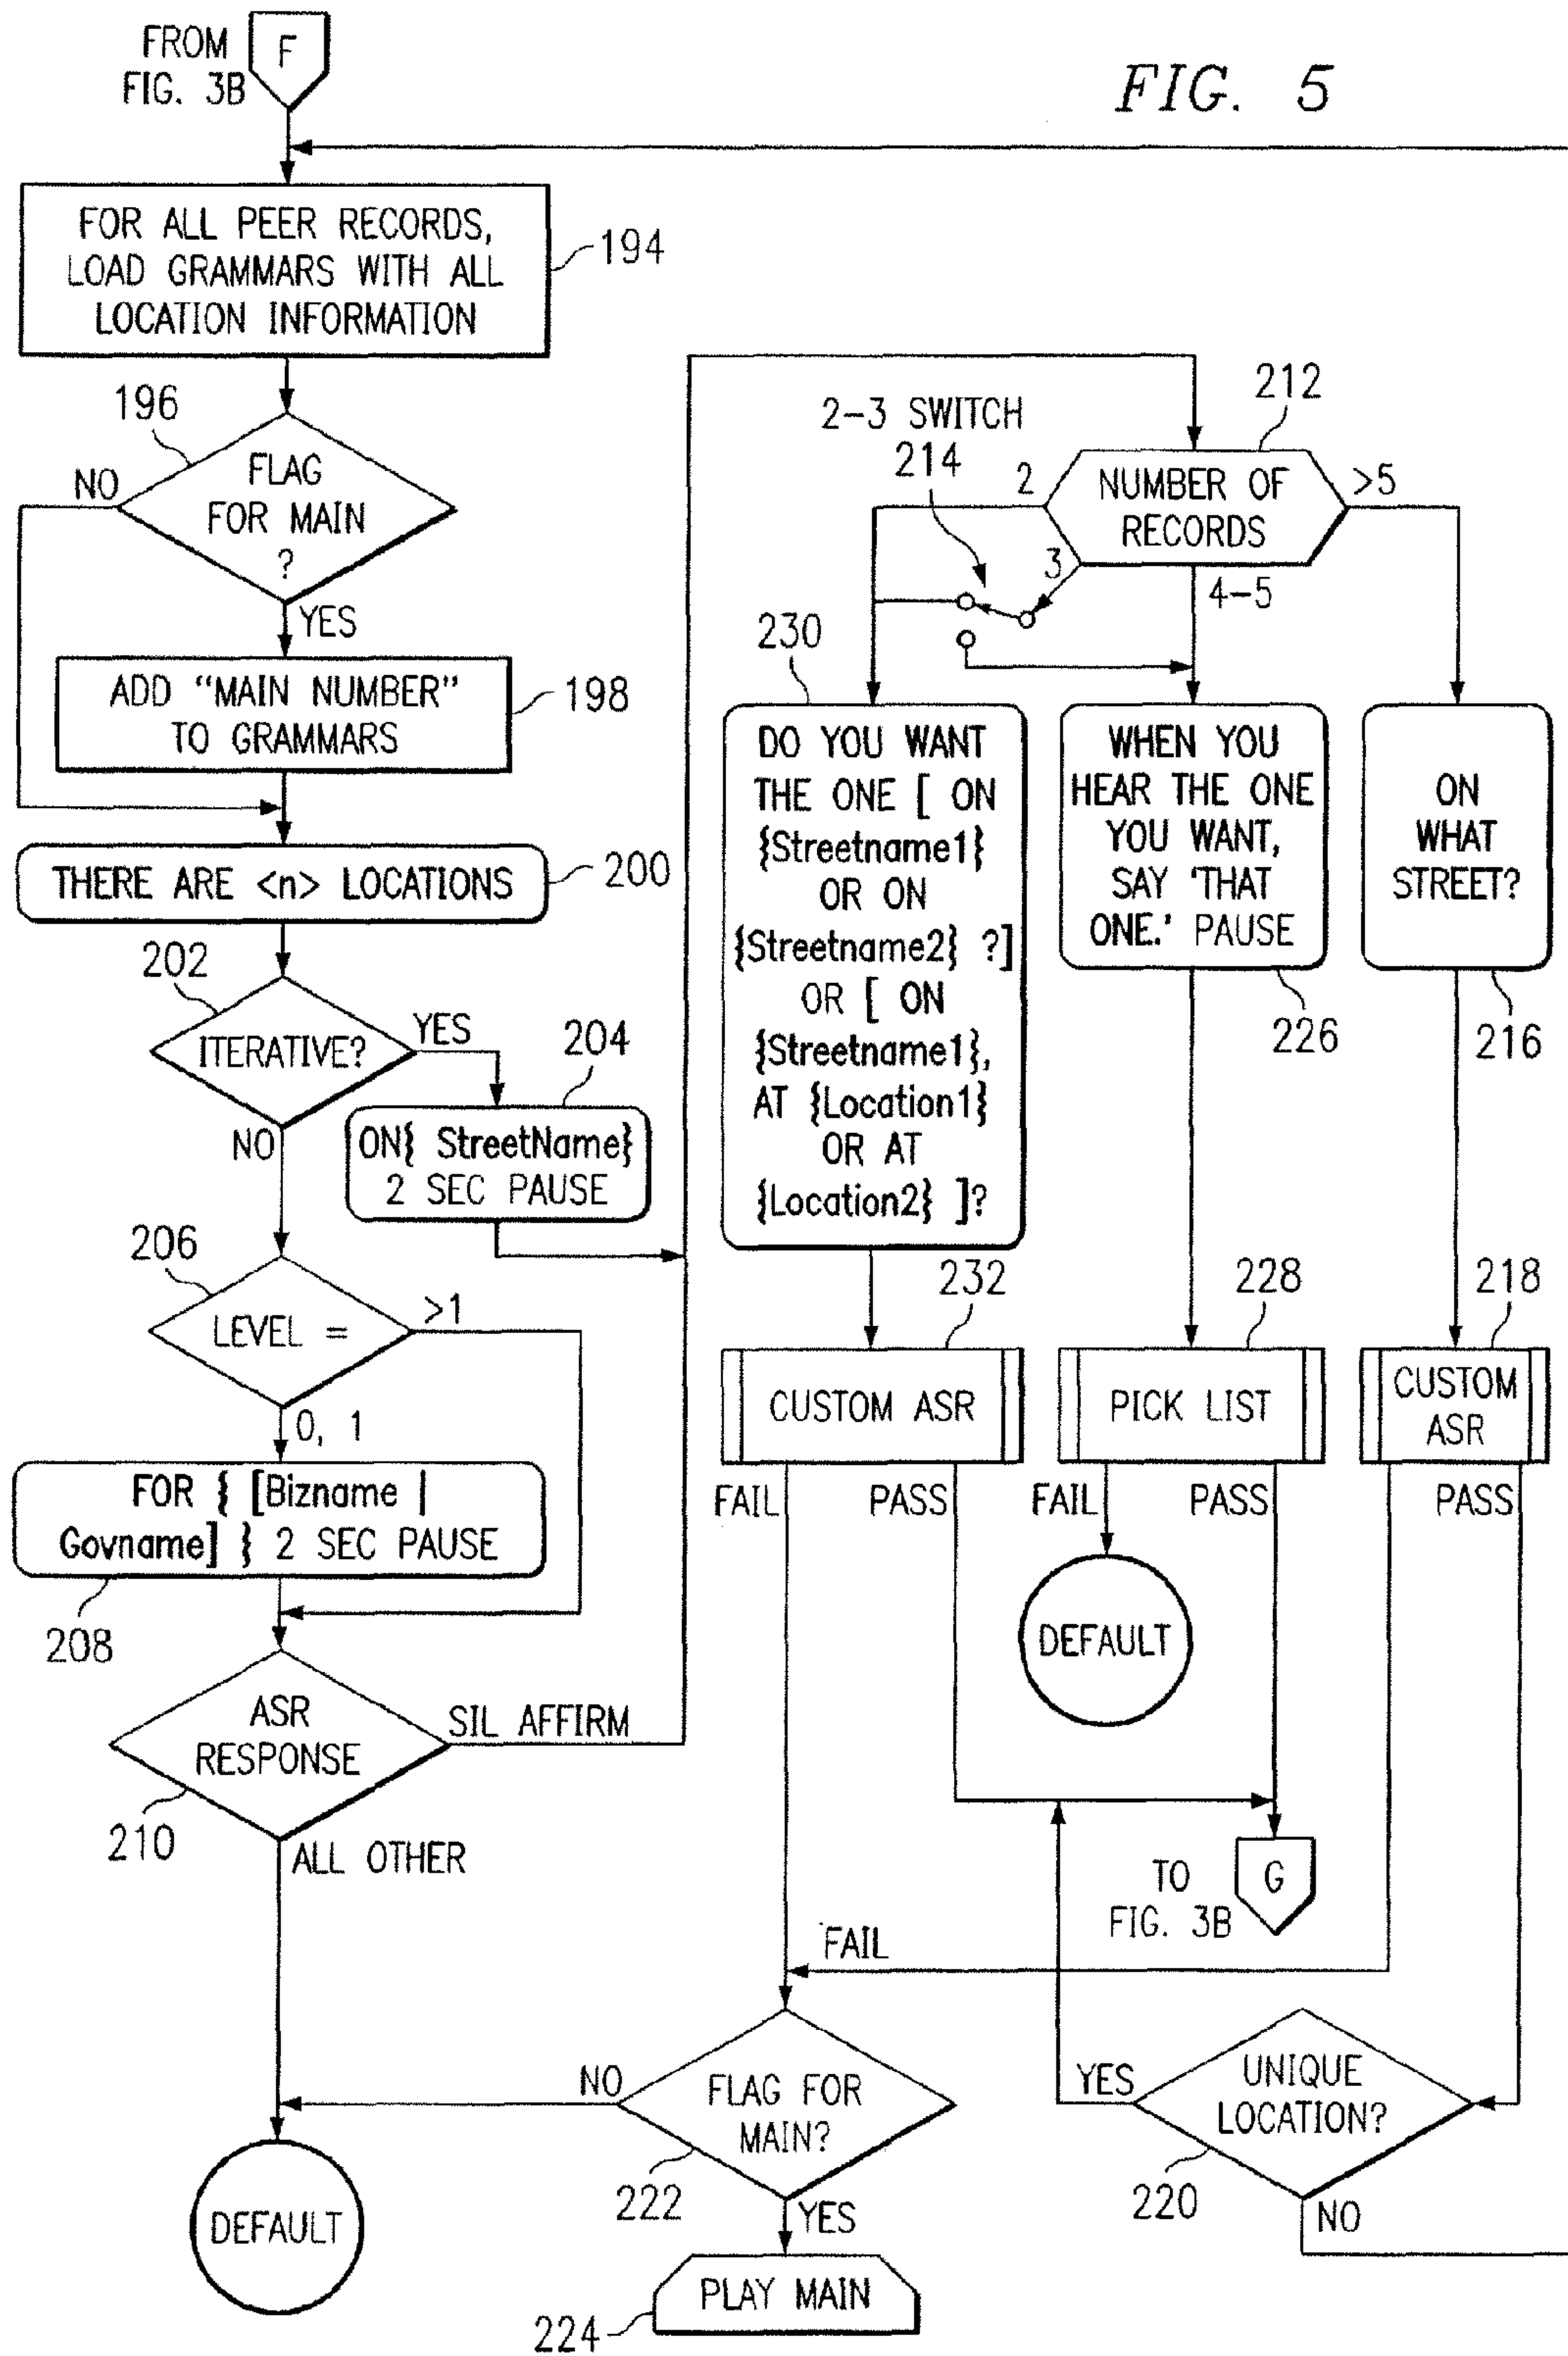 FROM
FIG. 3B
F
FIG. 5
FOR ALL PEER RECORDS,
LOAD GRAMMARS WITH ALL
LOCATION INFORMATION
194
196
FLAG
FOR MAIN
?
NO
YES
ADD “MAIN NUMBER”
TO GRAMMARS
198
THERE ARE <n> LOCATIONS
200
202
ITERATIVE?
YES
NO
204
ON{ StreetName}
2 SEC PAUSE
206
LEVEL =
>1
0, 1
FOR { [Bizname |
Govname] } 2 SEC PAUSE
208
ASR
RESPONSE
210
SIL AFFIRM
ALL OTHER
DEFAULT
2-3 SWITCH
214
212
NUMBER OF
RECORDS
2
3
4-5
>5
230
DO YOU WANT
THE ONE [ ON
{Streetname1}
OR ON
{Streetname2} ?]
OR [ ON
{Streetname1},
AT {Location1}
OR AT
{Location2} ]?
WHEN YOU
HEAR THE ONE
YOU WANT,
SAY ‘THAT
ONE.’ PAUSE
226
ON
WHAT
STREET?
216
232
CUSTOM ASR
FAIL
PASS
228
PICK LIST
FAIL
PASS
218
CUSTOM
ASR
PASS
DEFAULT
TO
FIG. 3B
G
FAIL
FLAG FOR
MAIN?
222
NO
YES
PLAY MAIN
224
UNIQUE
LOCATION?
220
YES
NO